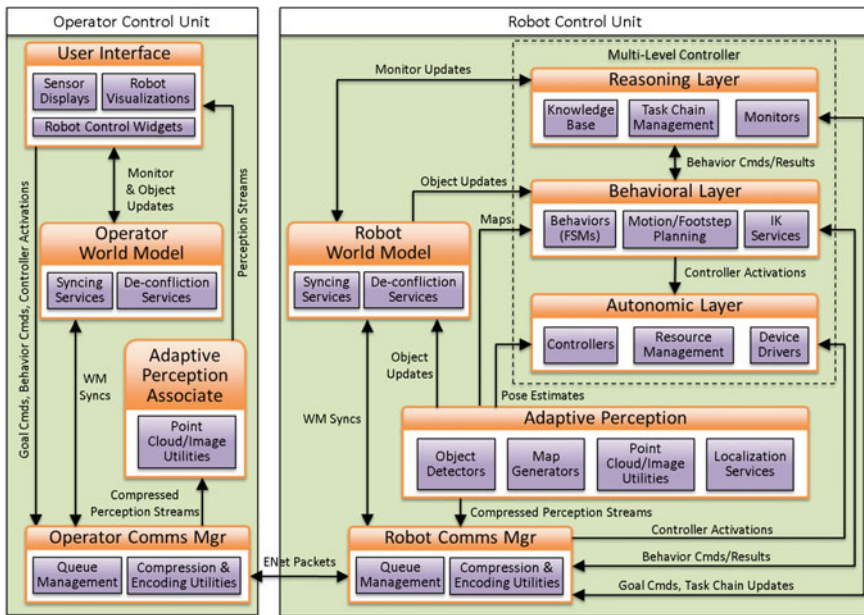 Operator Control Unit
User Interface
Sensor
Displays
Robot
Visualizations
Robot Control Widgets
Monitor
& Object
Updates
Perception Streams
Goal Cmds, Behavior Cmds, Controller Activations
Operator
World Model
Syncing
Services
De-confliction
Services
WM
Syncs
Adaptive
Perception
Associate
Point
Cloud/Image
Utilities
Compressed
Perception Streams
Operator Comms Mgr
Queue
Management
Compression &
Encoding Utilities
ENet Packets
Robot Control Unit
Multi-Level Controller
Monitor Updates
Reasoning Layer
Knowledge
Base
Task Chain
Management
Monitors
Behavior Cmds/Results
Object Updates
Behavioral Layer
Maps
Behaviors
(FSMs)
Motion/Footstep
Planning
IK
Services
Robot
World Model
Syncing
Services
De-confliction
Services
Controller Activations
Autonomic Layer
Controllers
Resource
Management
Device
Drivers
Object
Updates
Pose Estimates
WM Syncs
Adaptive Perception
Object
Detectors
Map
Generators
Point
Cloud/Image
Utilities
Localization
Services
Compressed Perception Streams
Robot Comms Mgr
Queue
Management
Compression &
Encoding Utilities
Controller Activations
Behavior Cmds/Results
Goal Cmds, Task Chain Updates